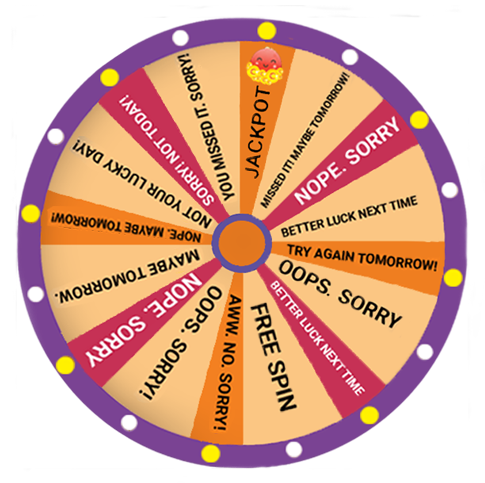 JACKPOT
MISSED IT! MAYBE TOMORROW!
NOPE. SORRY
BETTER LUCK NEXT TIME
TRY AGAIN TOMORROW!
OOPS. SORRY
BETTER LUCK NEXT TIME
FREE SPIN
AWW. NO. SORRY!
OOPS. SORRY!
NOPE. SORRY
MAYBE TOMORROW.
NOPE. MAYBE TOMORROW!
NOT YOUR LUCKY DAY!
SORRY! NOT TODAY!
YOU MISSED IT. SORRY!